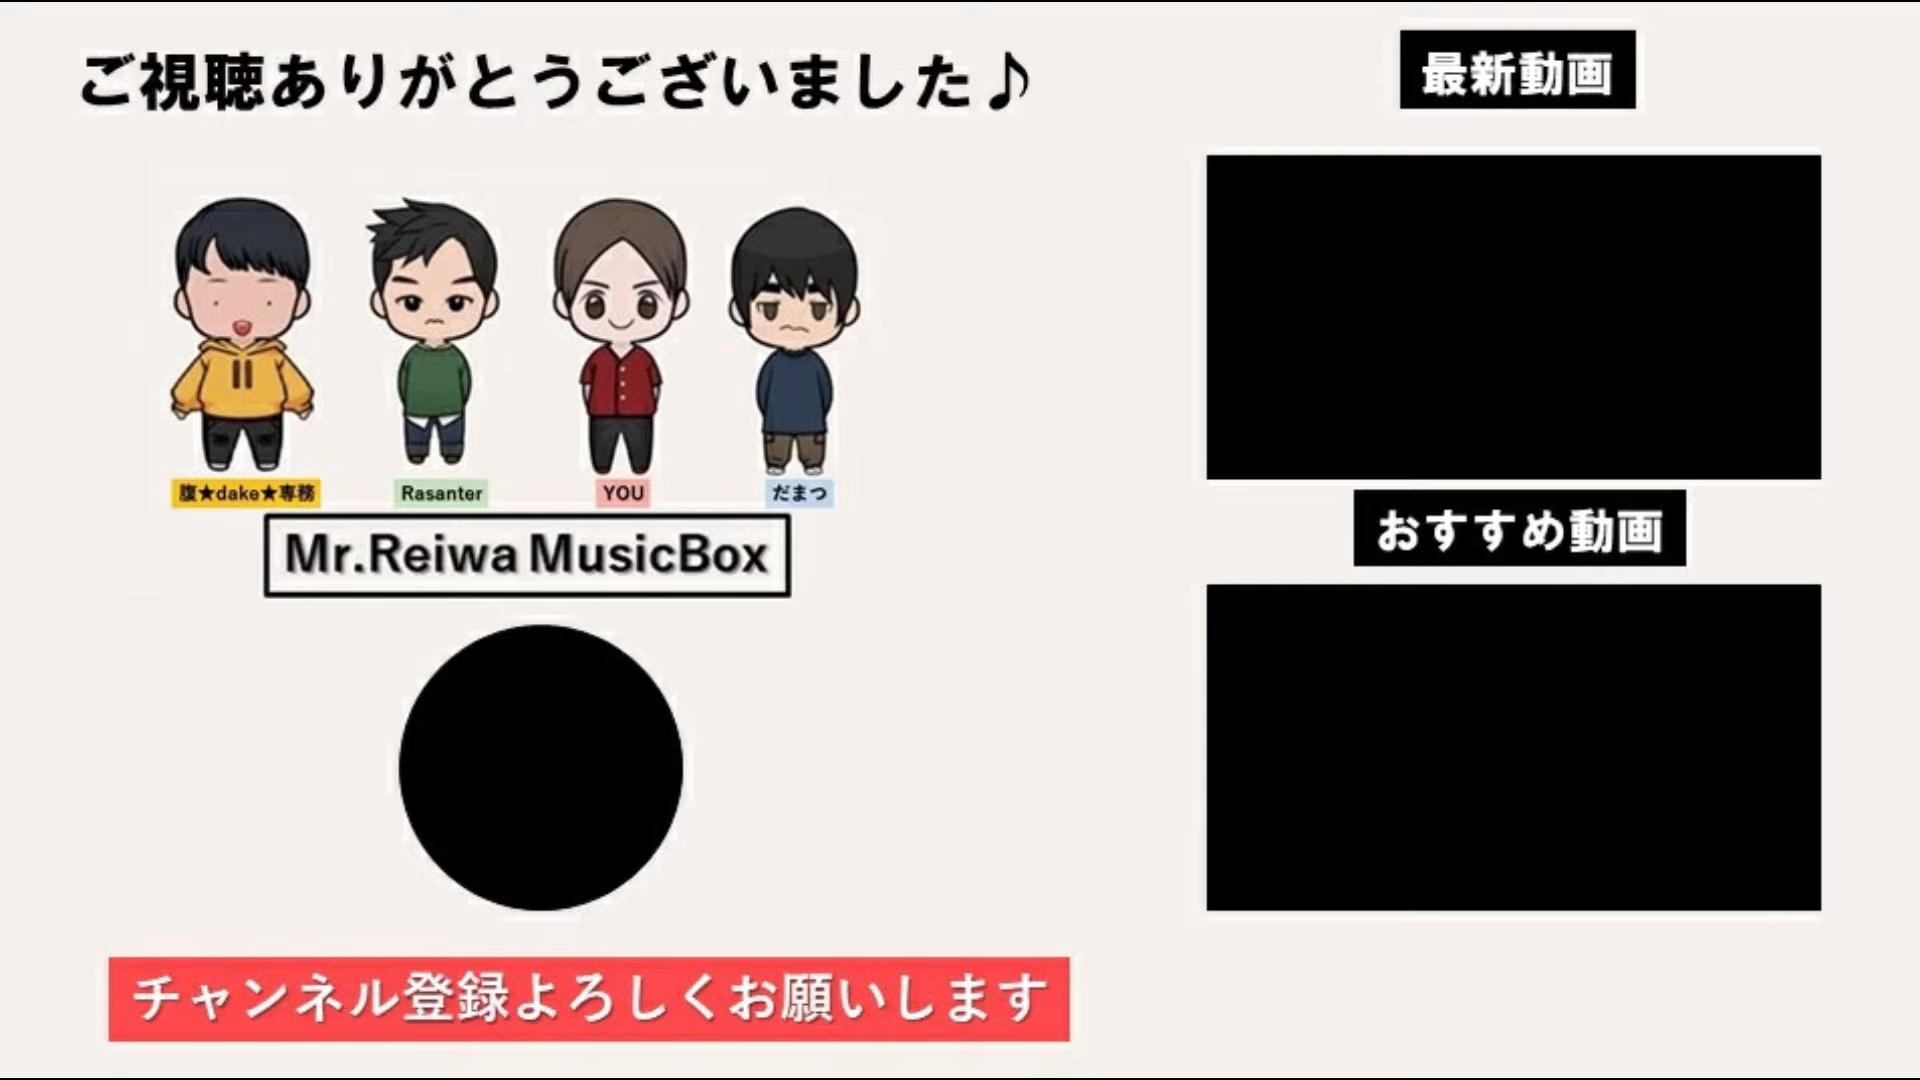 ご視聴ありがとうございました♪
腹★dake★専務
Rasanter
YOU
だまつ
Mr.Reiwa MusicBox
チャンネル登録よろしくお願いします
最新動画
おすすめ動画